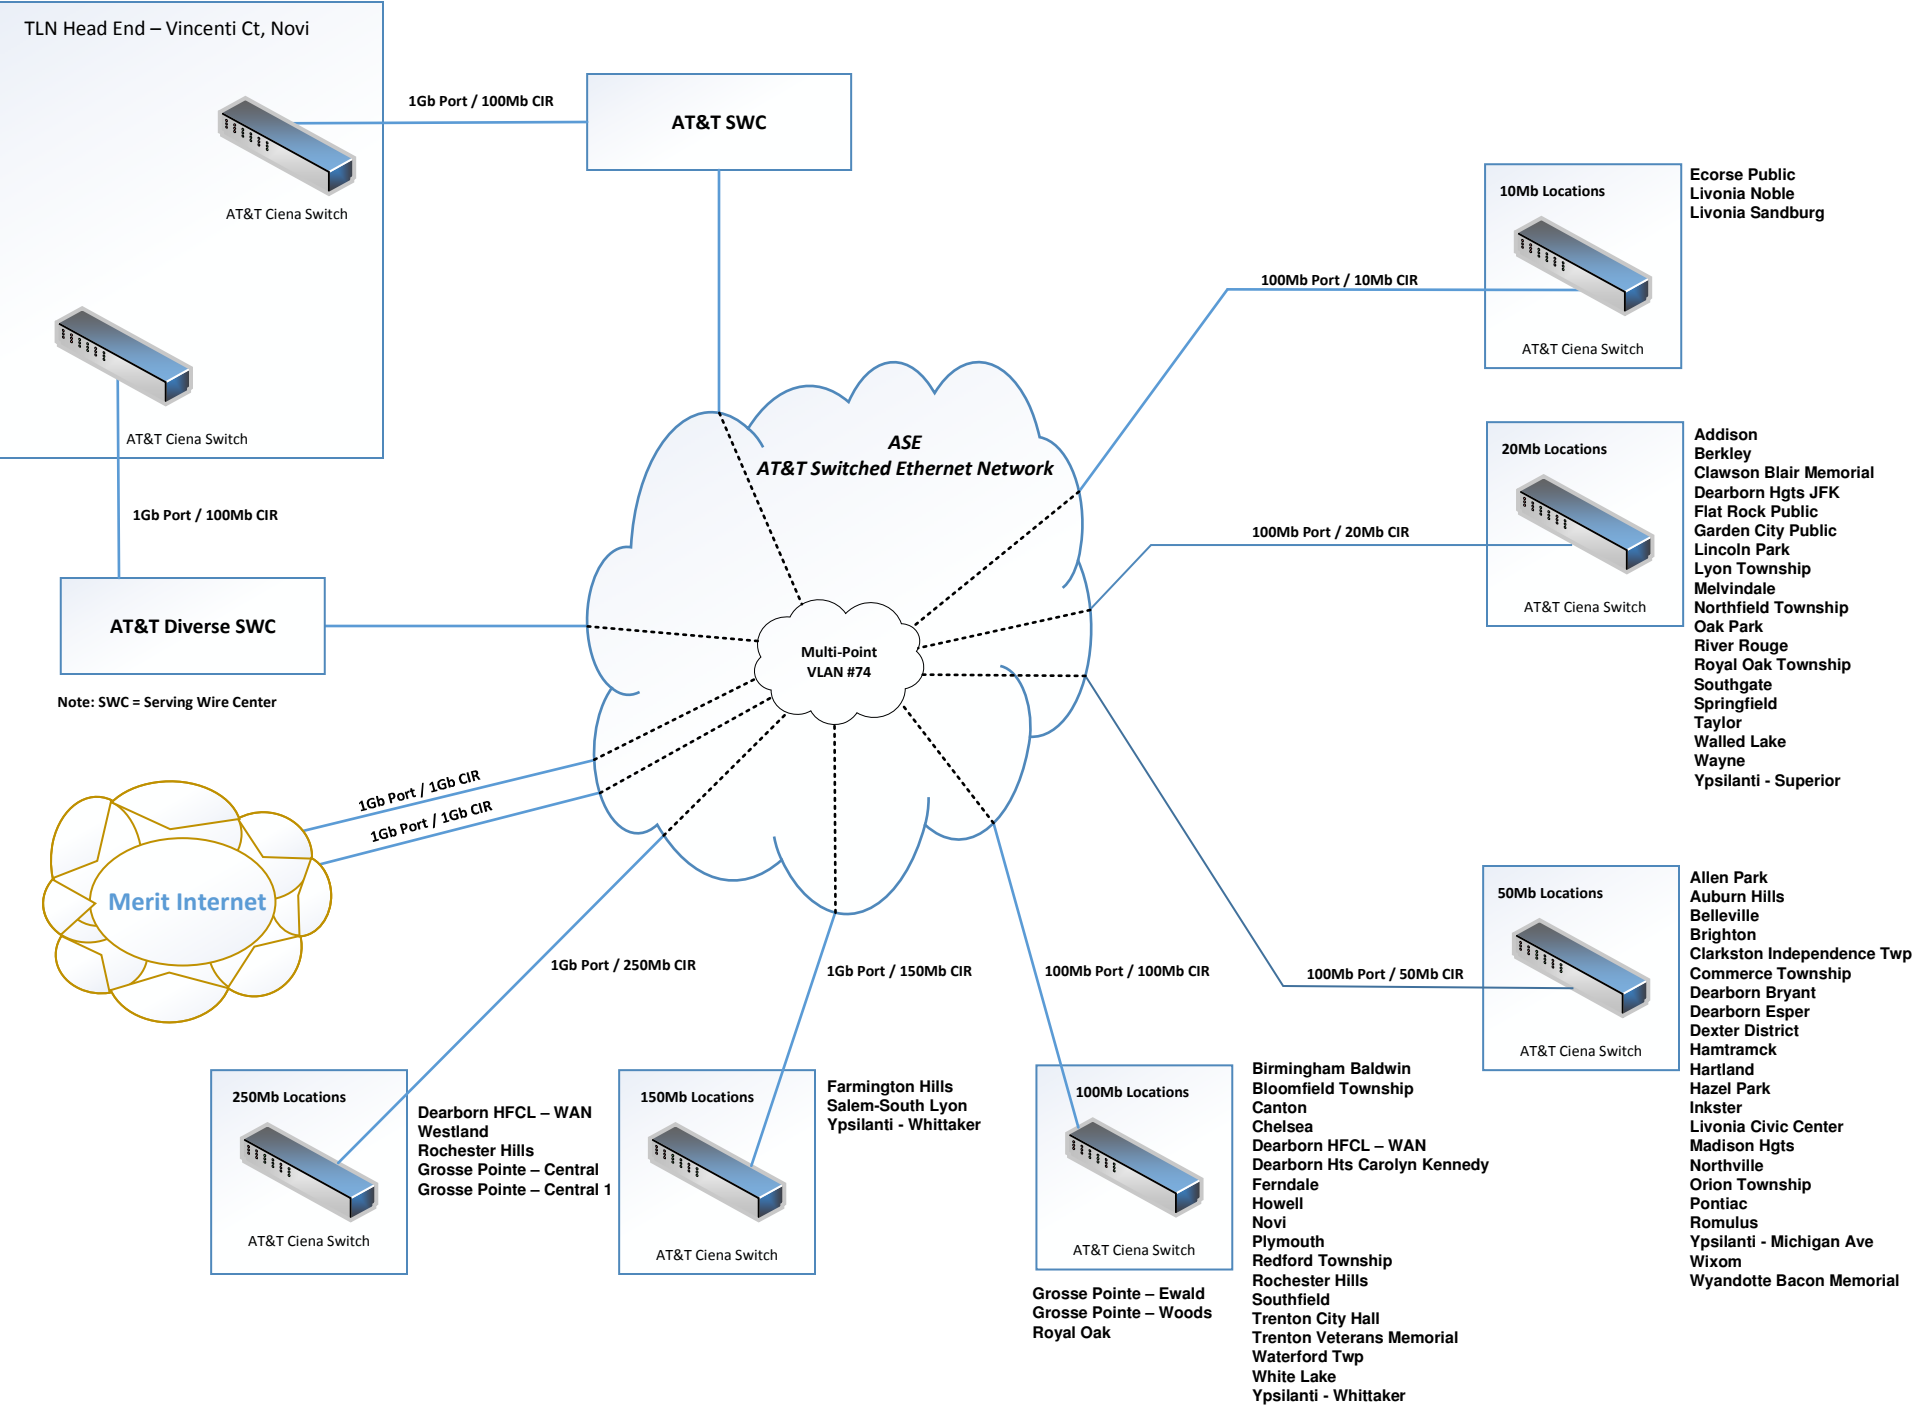 TLN Head End – Vincenti Ct, Novi
AT&T Ciena Switch
AT&T Ciena Switch
1Gb Port / 100Mb CIR
AT&T SWC
1Gb Port / 100Mb CIR
AT&T Diverse SWC
Note: SWC = Serving Wire Center
ASE
AT&T Switched Ethernet Network
Multi-Point
VLAN #74
Merit Internet
1Gb Port / 1Gb CIR
1Gb Port / 1Gb CIR
100Mb Port / 10Mb CIR
10Mb Locations
AT&T Ciena Switch
Ecorse Public
Livonia Noble
Livonia Sandburg
100Mb Port / 20Mb CIR
20Mb Locations
AT&T Ciena Switch
Addison
Berkley
Clawson Blair Memorial
Dearborn Hgts JFK
Flat Rock Public
Garden City Public
Lincoln Park
Lyon Township
Melvindale
Northfield Township
Oak Park
River Rouge
Royal Oak Township
Southgate
Springfield
Taylor
Walled Lake
Wayne
Ypsilanti - Superior
100Mb Port / 50Mb CIR
50Mb Locations
AT&T Ciena Switch
Allen Park
Auburn Hills
Belleville
Brighton
Clarkston Independence Twp
Commerce Township
Dearborn Bryant
Dearborn Esper
Dexter District
Hamtramck
Hartland
Hazel Park
Inkster
Livonia Civic Center
Madison Hgts
Northville
Orion Township
Pontiac
Romulus
Ypsilanti - Michigan Ave
Wixom
Wyandotte Bacon Memorial
1Gb Port / 250Mb CIR
250Mb Locations
AT&T Ciena Switch
Dearborn HFCL – WAN
Westland
Rochester Hills
Grosse Pointe – Central
Grosse Pointe – Central 1
1Gb Port / 150Mb CIR
150Mb Locations
AT&T Ciena Switch
Farmington Hills
Salem-South Lyon
Ypsilanti - Whittaker
100Mb Port / 100Mb CIR
100Mb Locations
AT&T Ciena Switch
Grosse Pointe – Ewald
Grosse Pointe – Woods
Royal Oak
Birmingham Baldwin
Bloomfield Township
Canton
Chelsea
Dearborn HFCL – WAN
Dearborn Hts Carolyn Kennedy
Ferndale
Howell
Novi
Plymouth
Redford Township
Rochester Hills
Southfield
Trenton City Hall
Trenton Veterans Memorial
Waterford Twp
White Lake
Ypsilanti - Whittaker